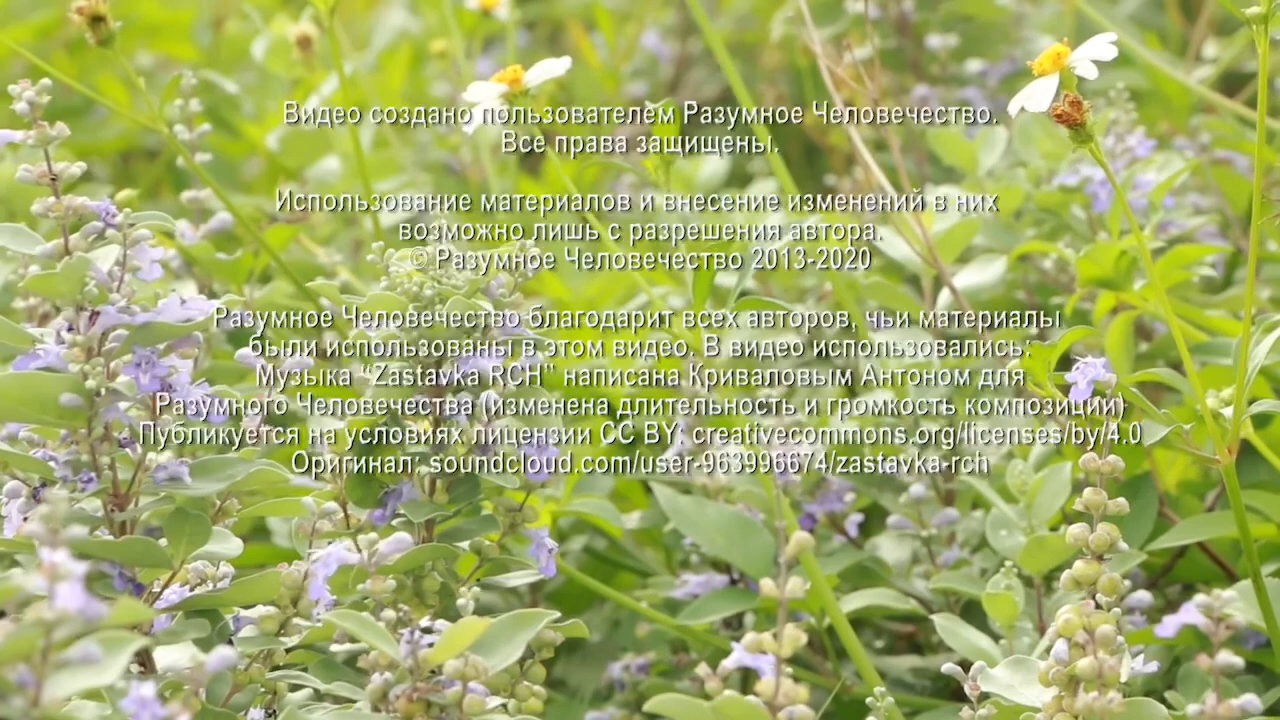 Видео создано пользователем Разумное Человечество.
Все права защищены.
Использование материалов и внесение изменений в них
возможно лишь с разрешения автора.
© Разумное Человечество 2013-2020
Разумное Человечество благодарит всех авторов, чьи материалы
были использованы в этом видео. В видео использовались:
Музыка “Zastavka RCH” написана Криваловым Антоном для
Разумного Человечества (изменена длительность и громкость композиции)
Публикуется на условиях лицензии CC BY: creativecommons.org/licenses/by/4.0
Оригинал: soundcloud.com/user-963996674/zastavka-rch